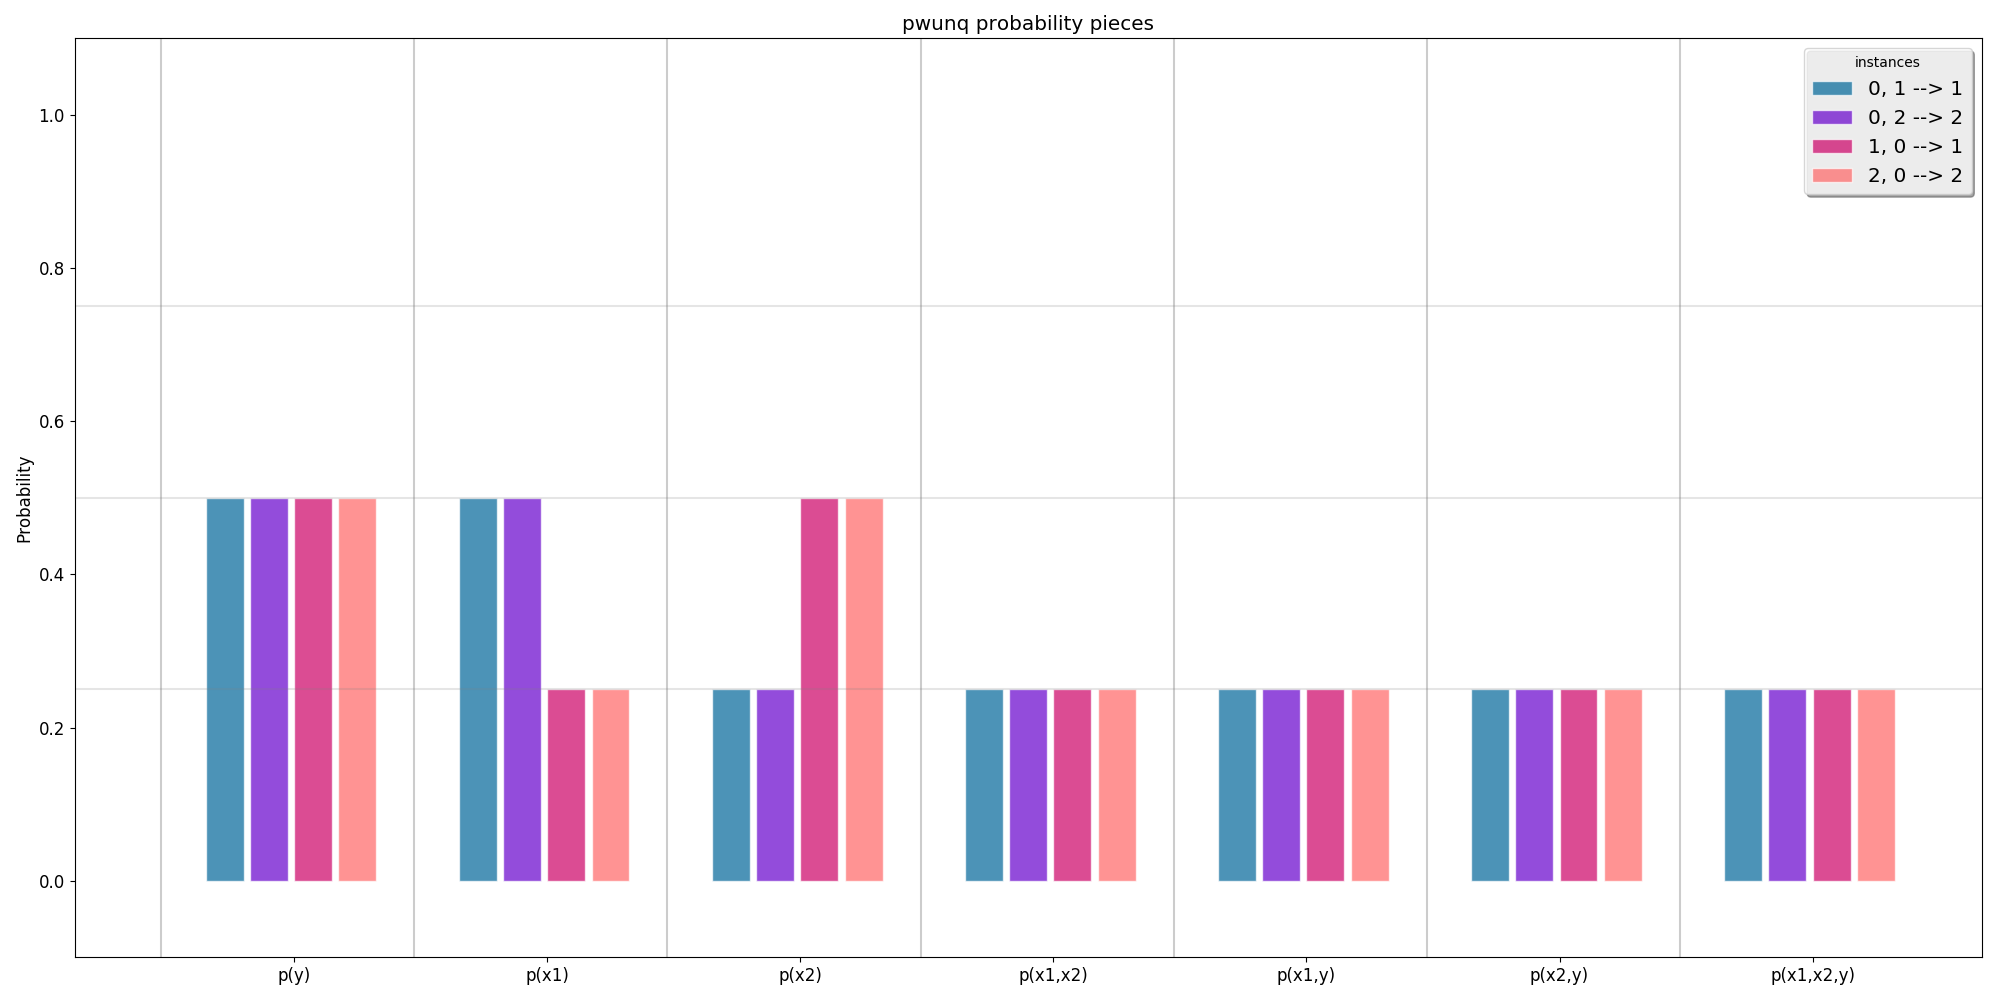 pwunq probability pieces
instances
0, 1 --> 1
0, 2 --> 2
1, 0 --> 1
2, 0 --> 2
Probability
1.0
0.8
0.6
0.4
0.2
0.0
p(y)
p(x1)
p(x2)
p(x1,x2)
p(x1,y)
p(x2,y)
p(x1,x2,y)